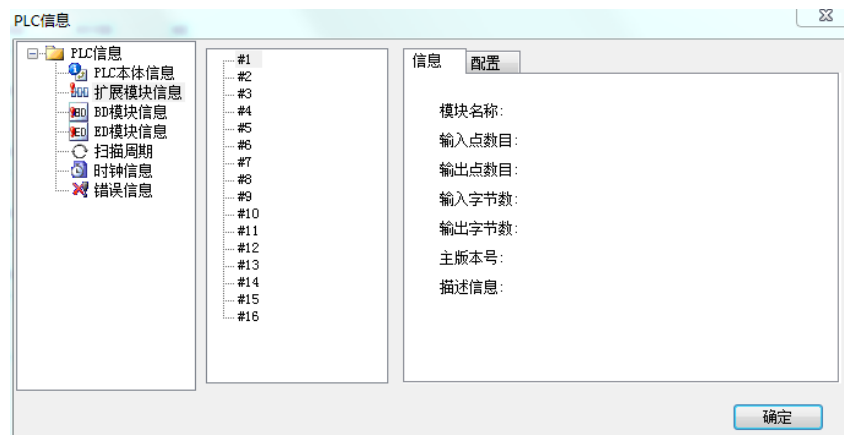 PLC信息
PLC信息
PLC本体信息
扩展模块信息
BD模块信息
ED模块信息
扫描周期
时钟信息
错误信息
#1
#2
#3
#4
#5
#6
#7
#8
#9
#10
#11
#12
#13
#14
#15
#16
信息 配置
模块名称:
输入点数目:
输出点数目:
输入字节数:
输出字节数:
主版本号:
描述信息:
确定